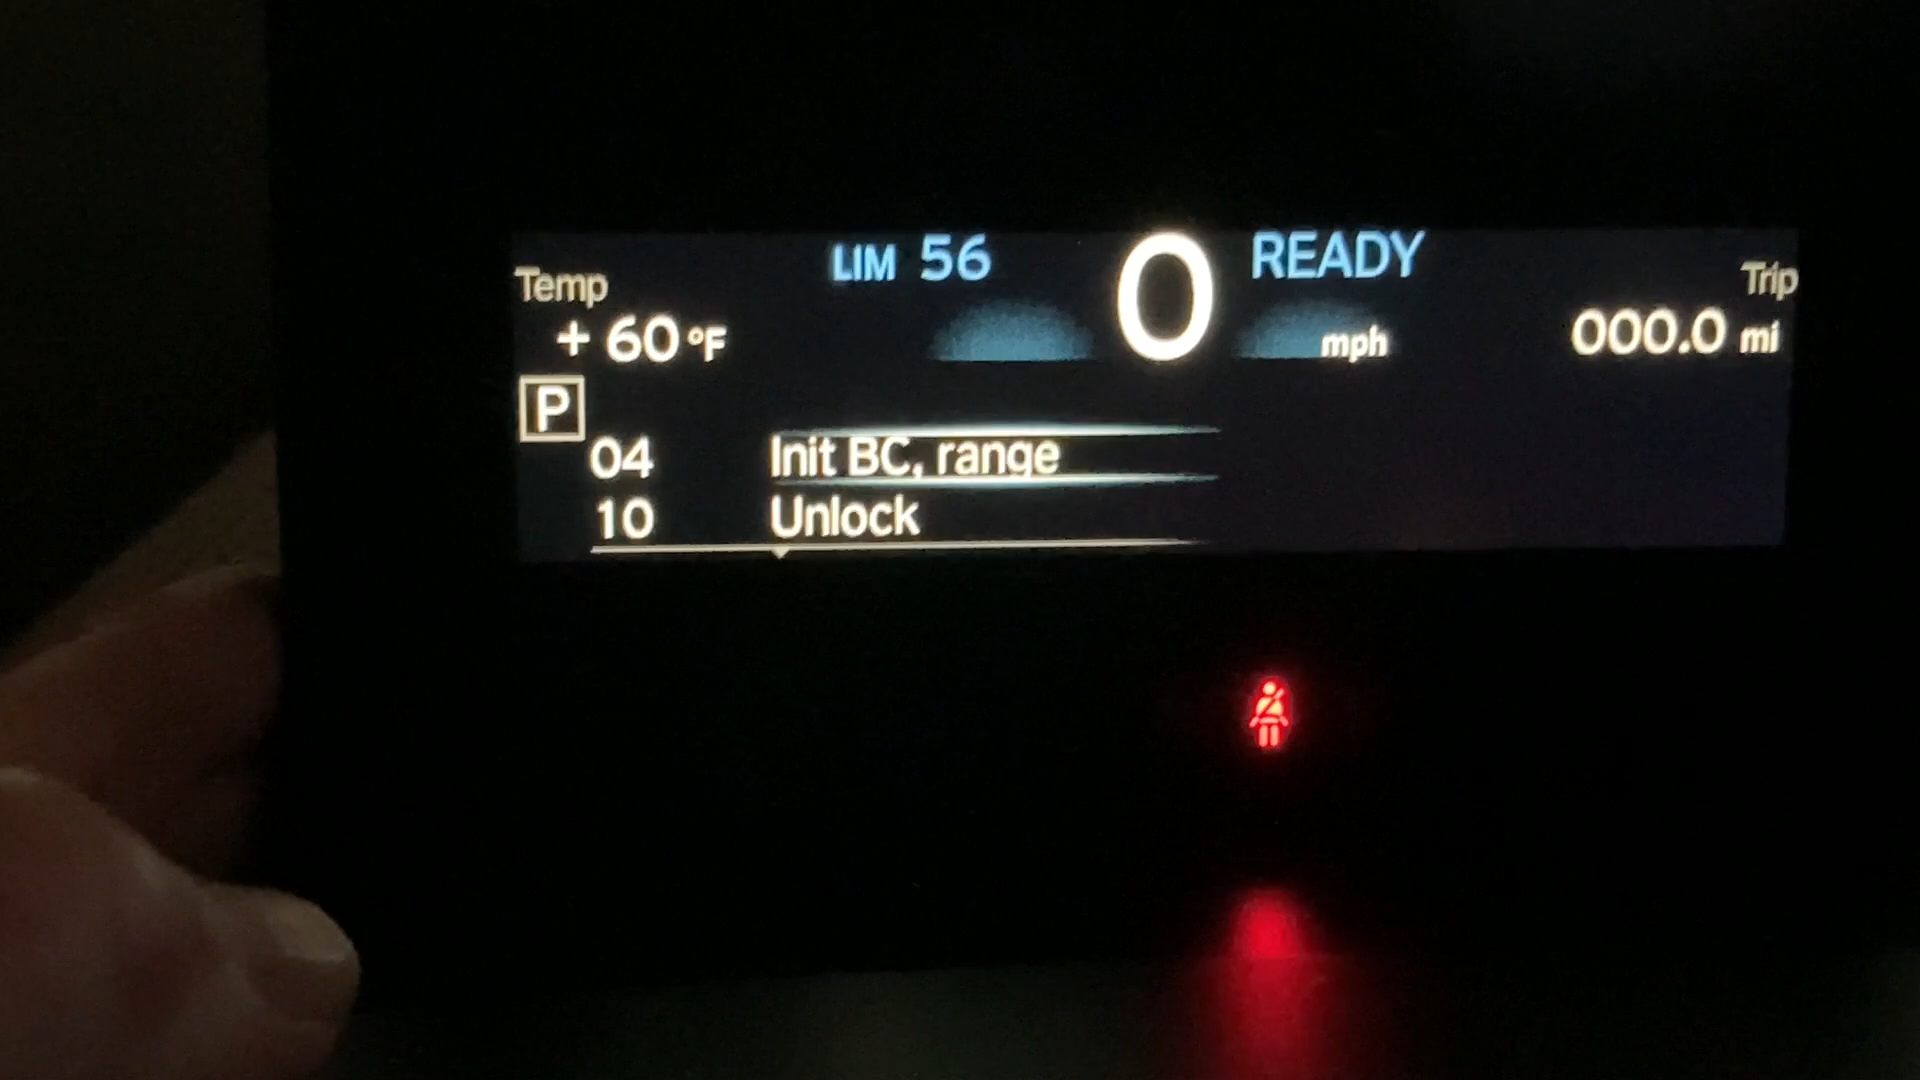 LIM 56 0 READY
Temp Trip
+ 60 °F mph 000.0 mi
P
04 Init BC, range
10 Unlock